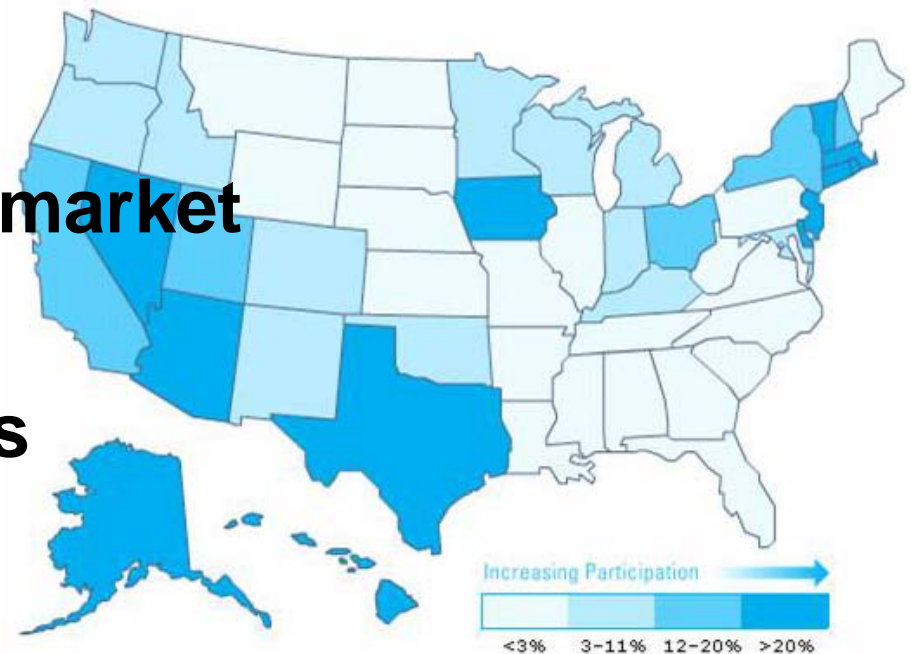 market
s
Increasing Participation
<3% 3-11% 12-20% >20%